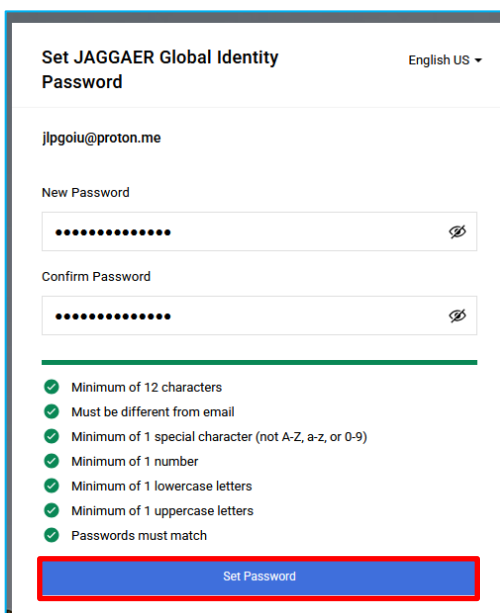 Set JAGGAER Global Identity
Password
English US
jlpgoiu@proton.me
New Password
••••••••••••••
Confirm Password
••••••••••••••
Minimum of 12 characters
Must be different from email
Minimum of 1 special character (not A-Z, a-z, or 0-9)
Minimum of 1 number
Minimum of 1 lowercase letters
Minimum of 1 uppercase letters
Passwords must match
Set Password